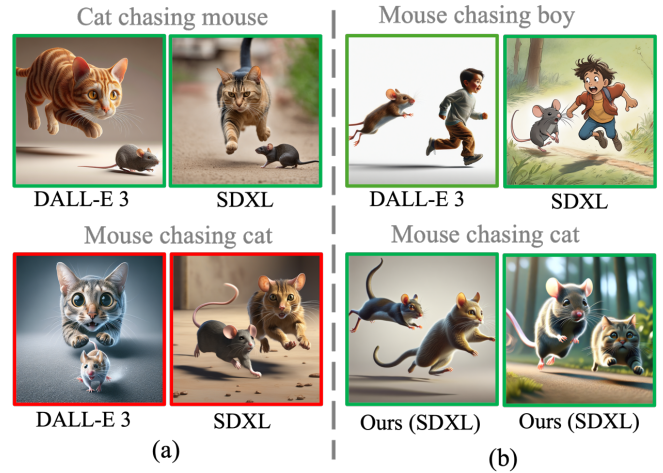 Cat chasing mouse
DALL-E 3
SDXL
Mouse chasing cat
DALL-E 3
SDXL
(a)
Mouse chasing boy
DALL-E 3
SDXL
Mouse chasing cat
Ours (SDXL)
Ours (SDXL)
(b)